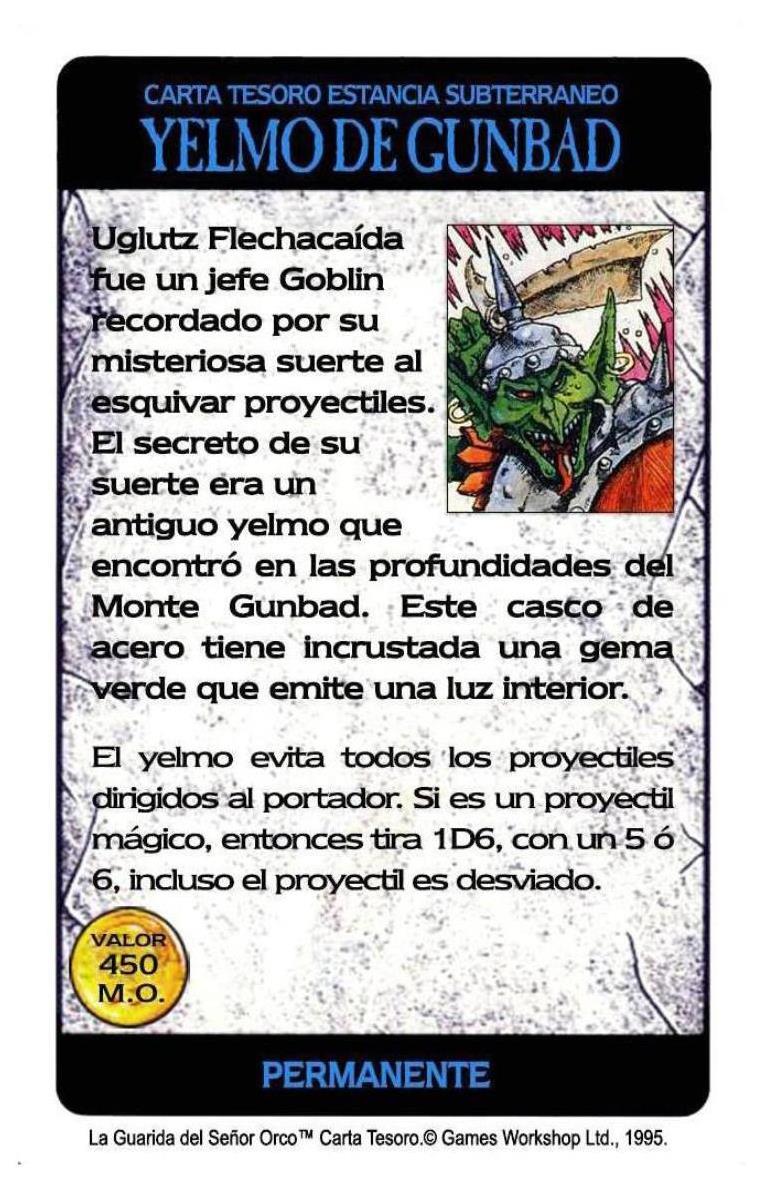 CARTA TESORO ESTANCIA SUBTERRANEO
YELMO DE GUNBAD
Uglutz Flechacaída
fue un jefe Goblin
recordado por su
misteriosa suerte al
esquivar proyectiles.
El secreto de su
suerte era un
antiguo yelmo que
encontró en las profundidades del
Monte Gunbad. Este casco de
acero tiene incrustada una gema
verde que emite una luz interior.
El yelmo evita todos los proyectiles
dirigidos al portador. Si es un proyectil
mágico, entonces tira 1D6, con un 5 ó
6, incluso el proyectil es desviado.
VALOR
450
M.O.
PERMANENTE
La Guarida del Señor Orco™ Carta Tesoro.© Games Workshop Ltd., 1995.